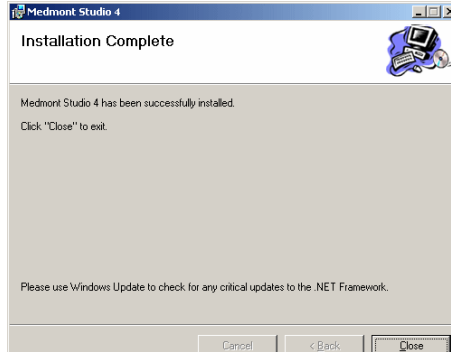 Medmont Studio 4
Installation Complete
Medmont Studio 4 has been successfully installed.
Click "Close" to exit.
Please use Windows Update to check for any critical updates to the .NET Framework.
Cancel < Back Close